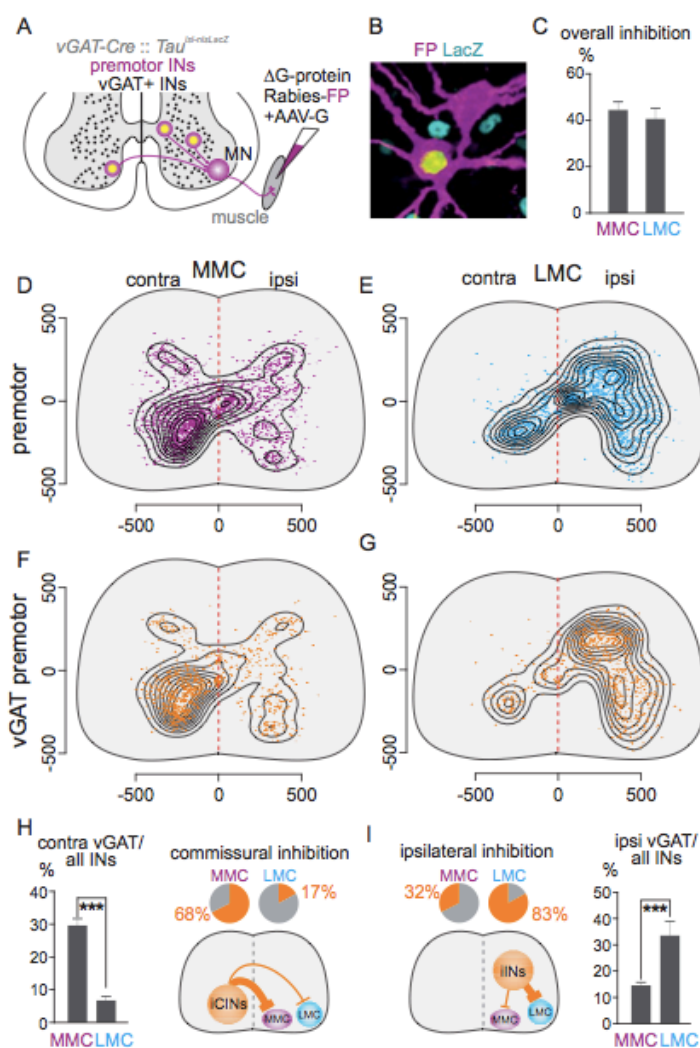 A
vGAT-Cre :: Tau^lsl-nlsLacZ
premotor INs
vGAT+ INs
ΔG-protein
Rabies-FP
+AAV-G
MN
muscle
B
FP LacZ
C overall inhibition
%
60
40
20
0
MMC LMC
D
contra MMC ipsi
premotor
500
0
-500
-500 0 500
E
contra LMC ipsi
500
0
-500
-500 0 500
F
vGAT premotor
500
0
-500
-500 0 500
G
500
0
-500
-500 0 500
H contra vGAT/
all INs
%
40
30
20
10
0
***
MMC LMC
commissural inhibition
MMC LMC
68% 17%
iCINs
MMC
LMC
I
ipsilateral inhibition
MMC LMC
32% 83%
iINs
MMC
LMC
ipsi vGAT/
all INs
%
50
40
30
20
10
0
***
MMC LMC